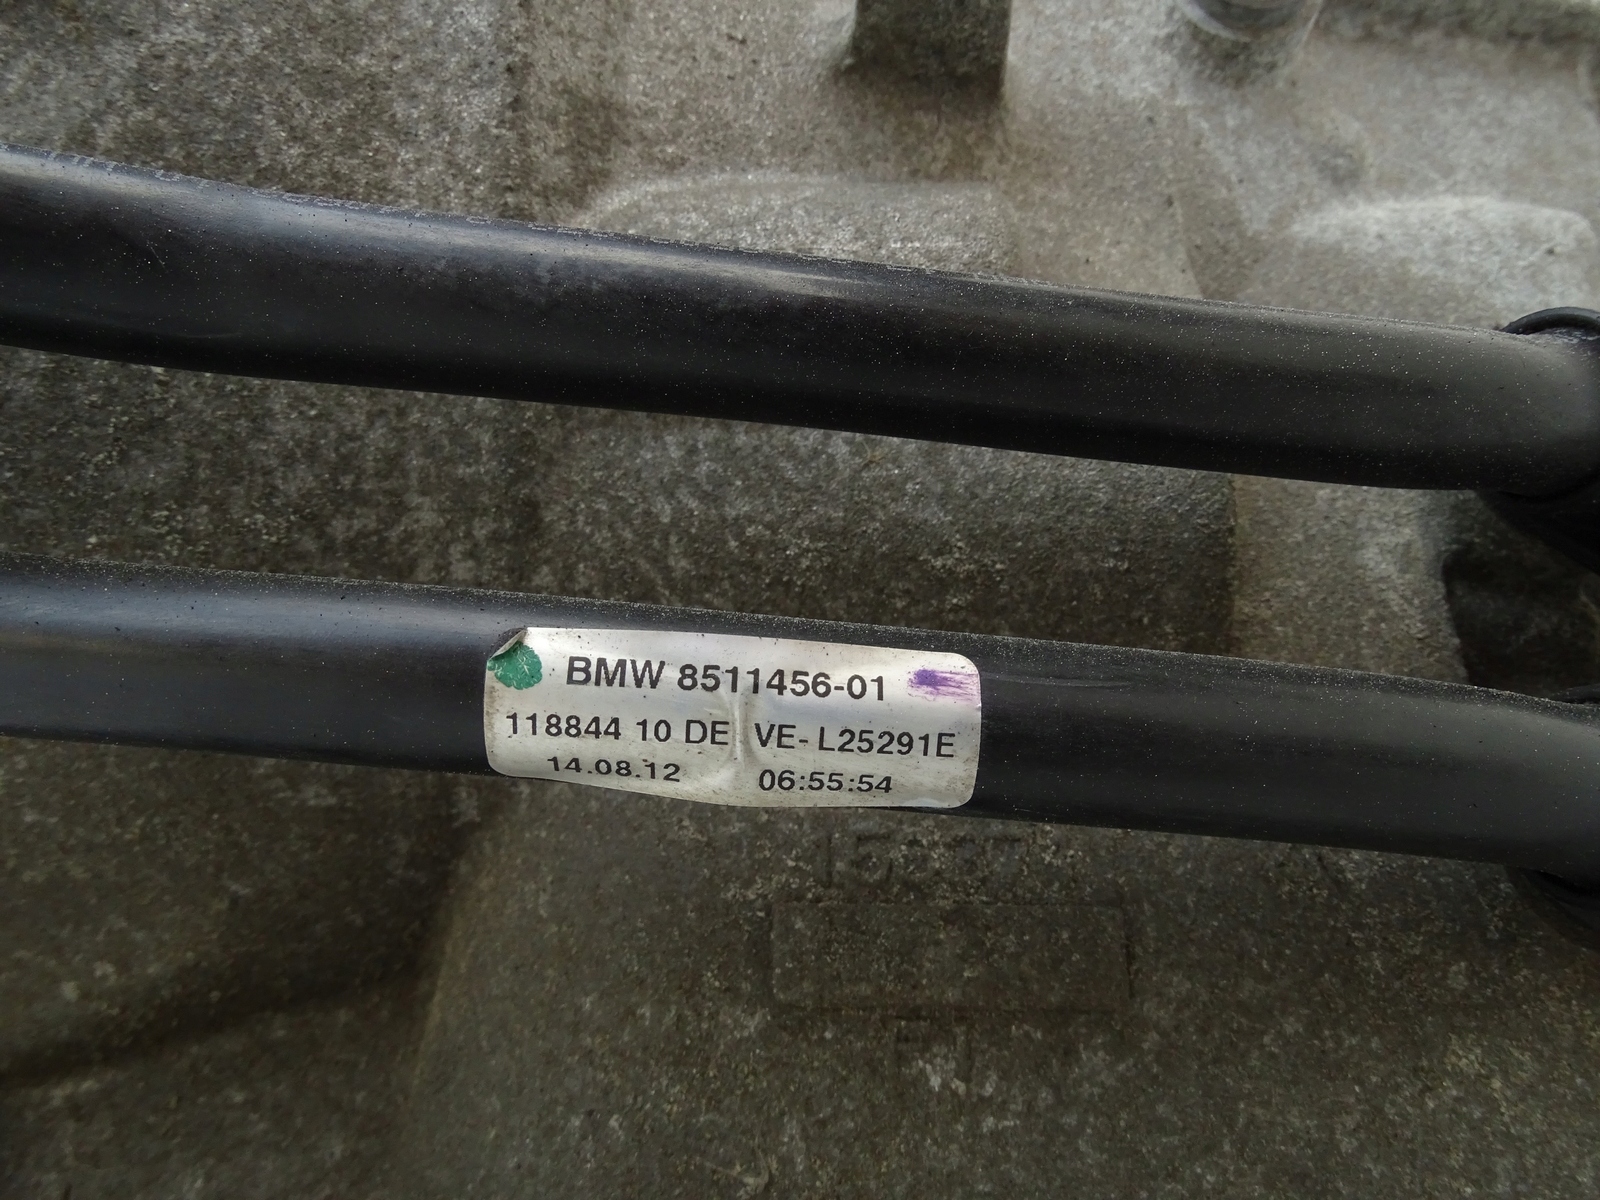 BMW 8511456-01
118844 10 DE VE- L25291E
14.08.12 06:55:54